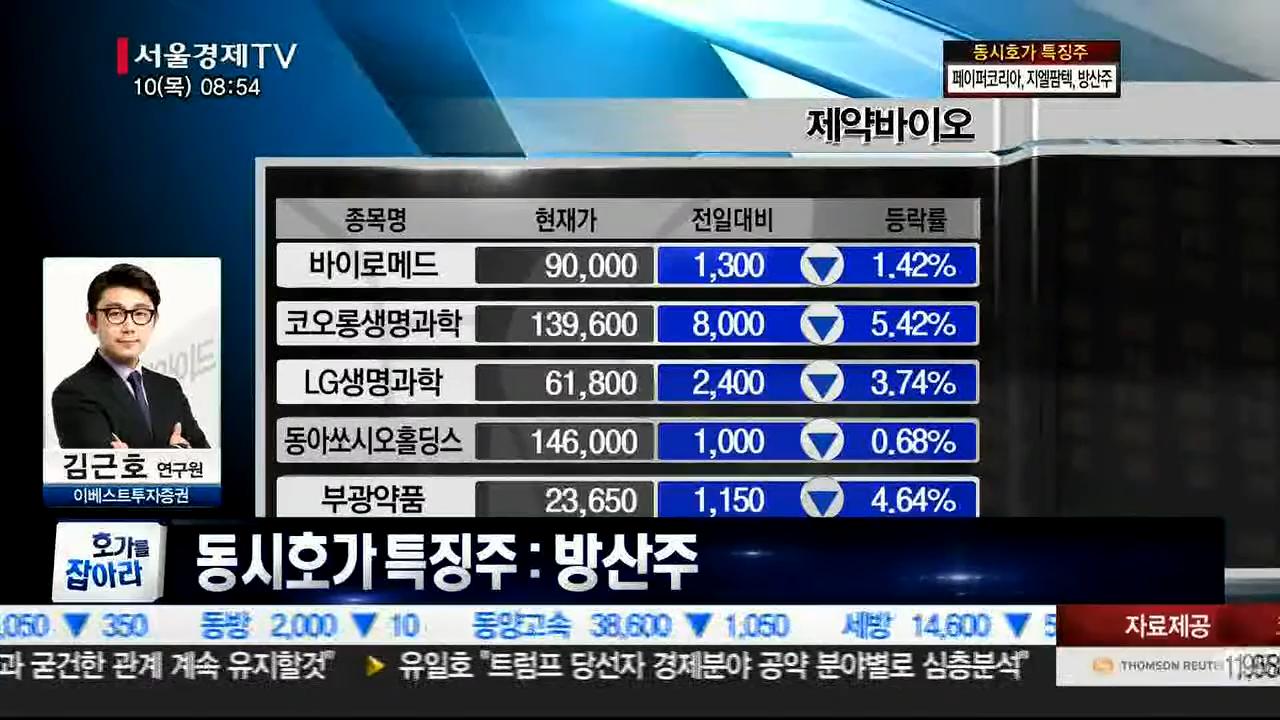 서울경제TV
10(목) 08:54
동시호가 특징주
페이퍼코리아, 지엘팜텍, 방산주
제약바이오
종목명 현재가 전일대비 등락률
바이로메드 90,000 1,300 ▼ 1.42%
코오롱생명과학 139,600 8,000 ▼ 5.42%
LG생명과학 61,800 2,400 ▼ 3.74%
동아쏘시오홀딩스 146,000 1,000 ▼ 0.68%
부광약품 23,650 1,150 ▼ 4.64%
김근호 연구원
이베스트투자증권
호가를
잡아라
동시호가 특징주 : 방산주
,050 ▼ 350 동방 2,000 ▼ 10 동양고속 38,600 ▼ 1,050 세방 14,600 ▼ 5
자료제공
과 굳건한 관계 계속 유지할것" ▶ 유일호 "트럼프 당선자 경제분야 공약 분야별로 심층분석"
THOMSON REUTE